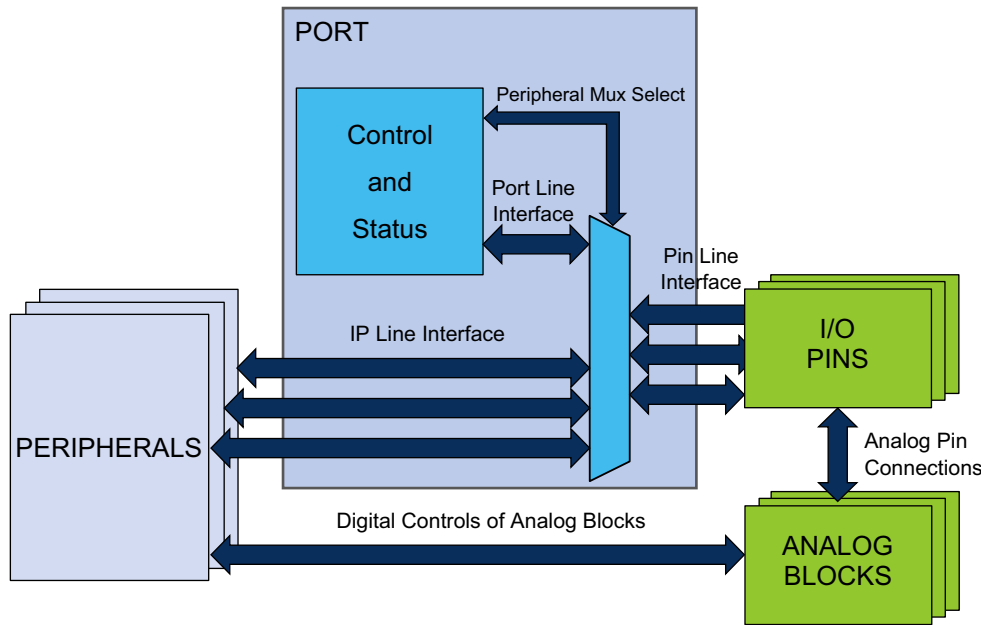 PORT
Peripheral Mux Select
Control
and
Status
Port Line
Interface
Pin Line
Interface
I/O
PINS
IP Line Interface
PERIPHERALS
Analog Pin
Connections
Digital Controls of Analog Blocks
ANALOG
BLOCKS